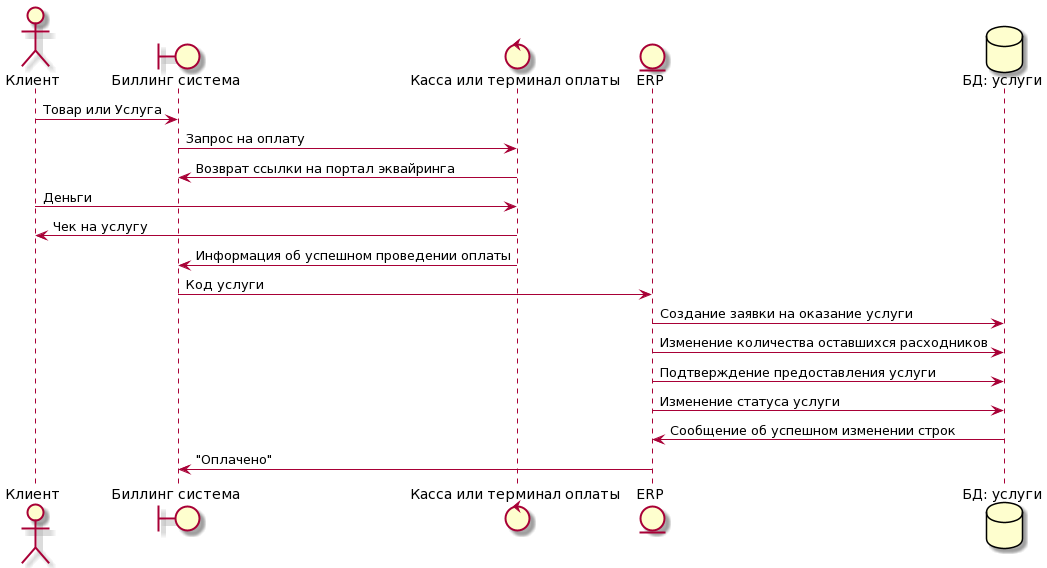 Клиент
Биллинг система
Касса или терминал оплаты
ERP
БД: услуги
Товар или Услуга
Запрос на оплату
Возврат ссылки на портал эквайринга
Деньги
Чек на услугу
Информация об успешном проведении оплаты
Код услуги
Создание заявки на оказание услуги
Изменение количества оставшихся расходников
Подтверждение предоставления услуги
Изменение статуса услуги
Сообщение об успешном изменении строк
"Оплачено"
Клиент
Биллинг система
Касса или терминал оплаты
ERP
БД: услуги